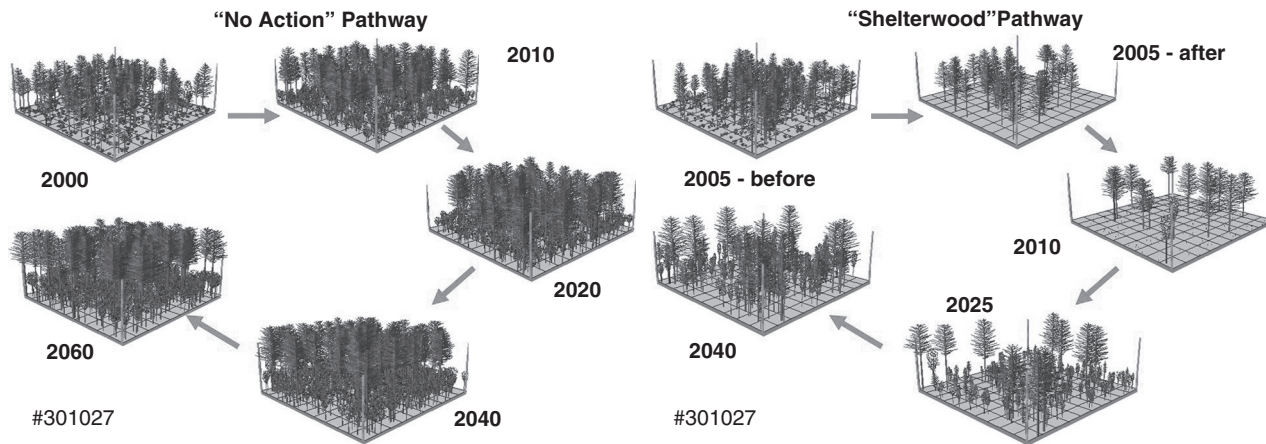 “No Action” Pathway
2000
2010
2020
2040
2060
#301027
“Shelterwood”Pathway
2005 - before
2005 - after
2010
2025
2040
#301027